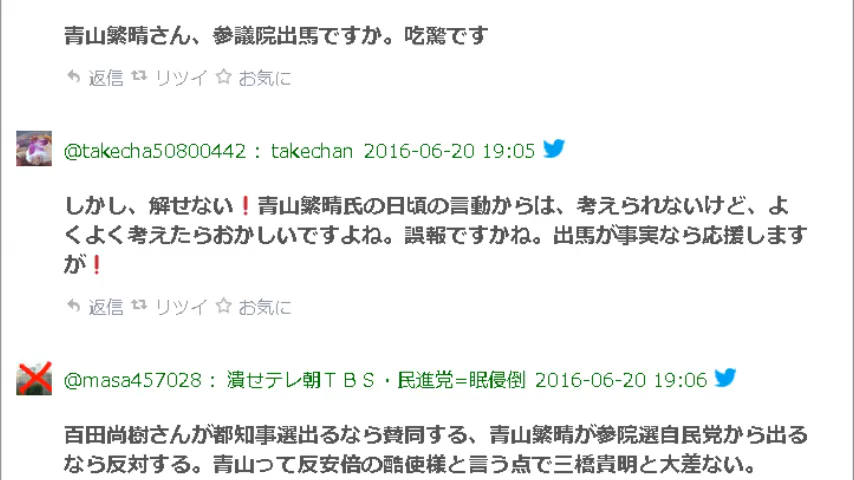 青山繁晴さん、参議院出馬ですか。吃驚です
返信 リツイ お気に
@takecha50800442 : takechan 2016-06-20 19:05
しかし、解せない❗青山繁晴氏の日頃の言動からは、考えられないけど、よ
くよく考えたらおかしいですよね。誤報ですかね。出馬が事実なら応援します
が❗
返信 リツイ お気に
@masa457028 : 潰せテレ朝ＴＢＳ・民進党=眠侵倒 2016-06-20 19:06
百田尚樹さんが都知事選出るなら賛同する、青山繁晴が参院選自民党から出る
なら反対する。青山って反安倍の酷使様と言う点で三橋貴明と大差ない。